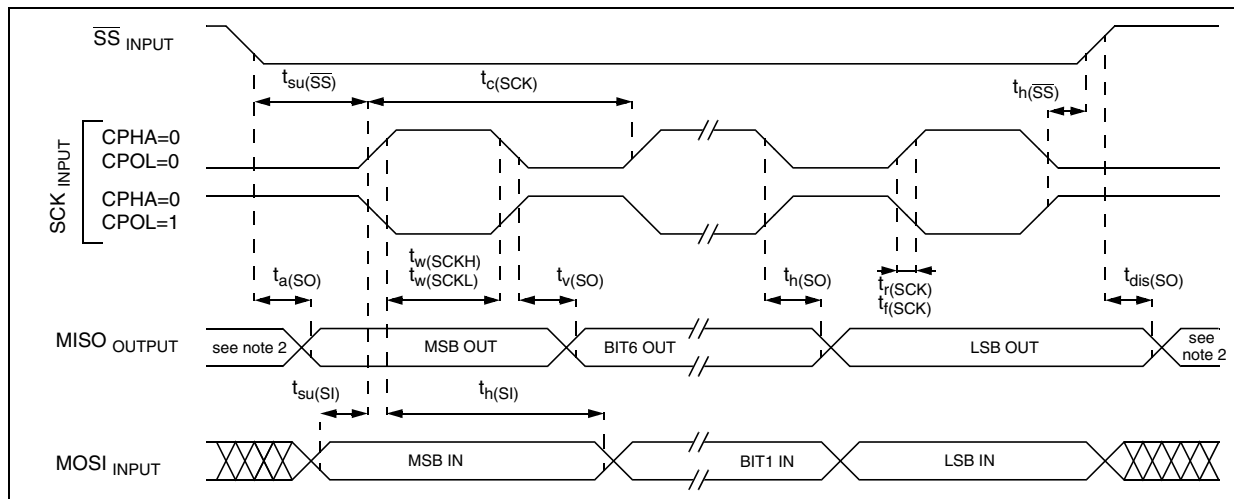 SS INPUT
tsu(SS)
tc(SCK)
th(SS)
SCK INPUT
CPHA=0
CPOL=0
CPHA=0
CPOL=1
ta(SO)
tw(SCKH)
tw(SCKL)
tv(SO)
th(SO)
tr(SCK)
tf(SCK)
tdis(SO)
MISO OUTPUT
see note 2
MSB OUT
BIT6 OUT
LSB OUT
see
note 2
tsu(SI)
th(SI)
MOSI INPUT
MSB IN
BIT1 IN
LSB IN